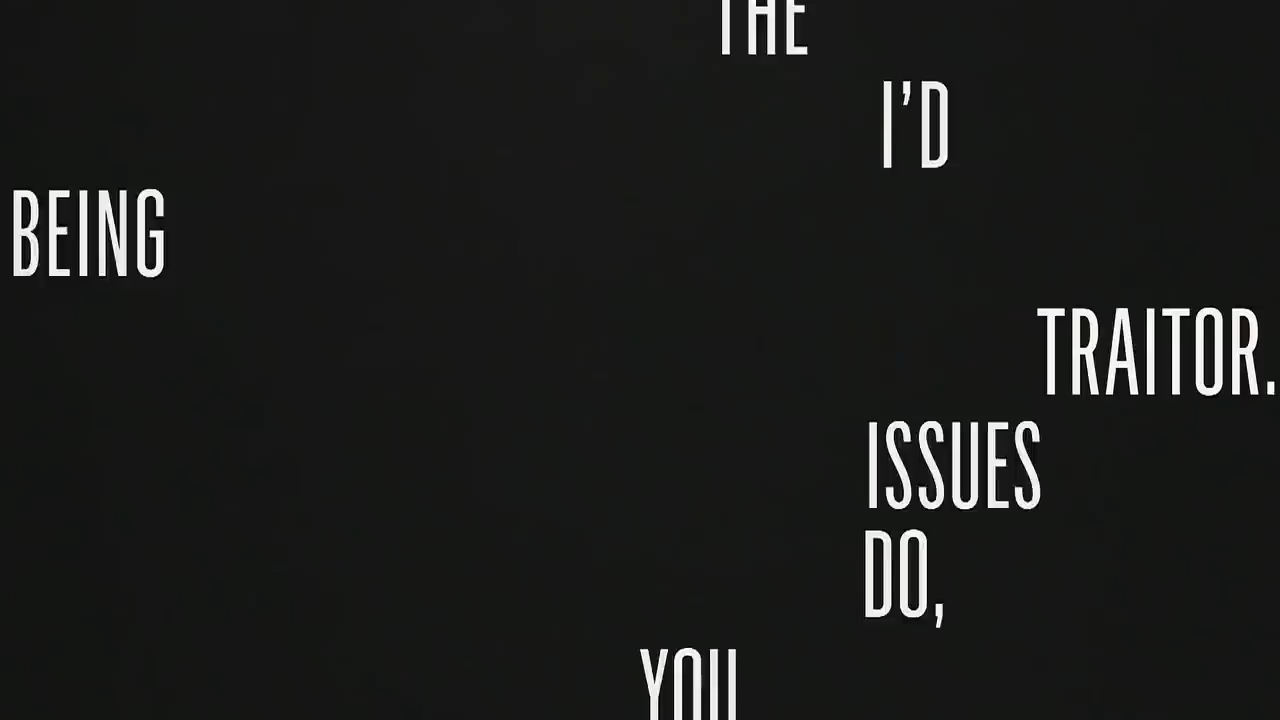 THE
I’D
BEING
TRAITOR.
ISSUES
DO,
YOU